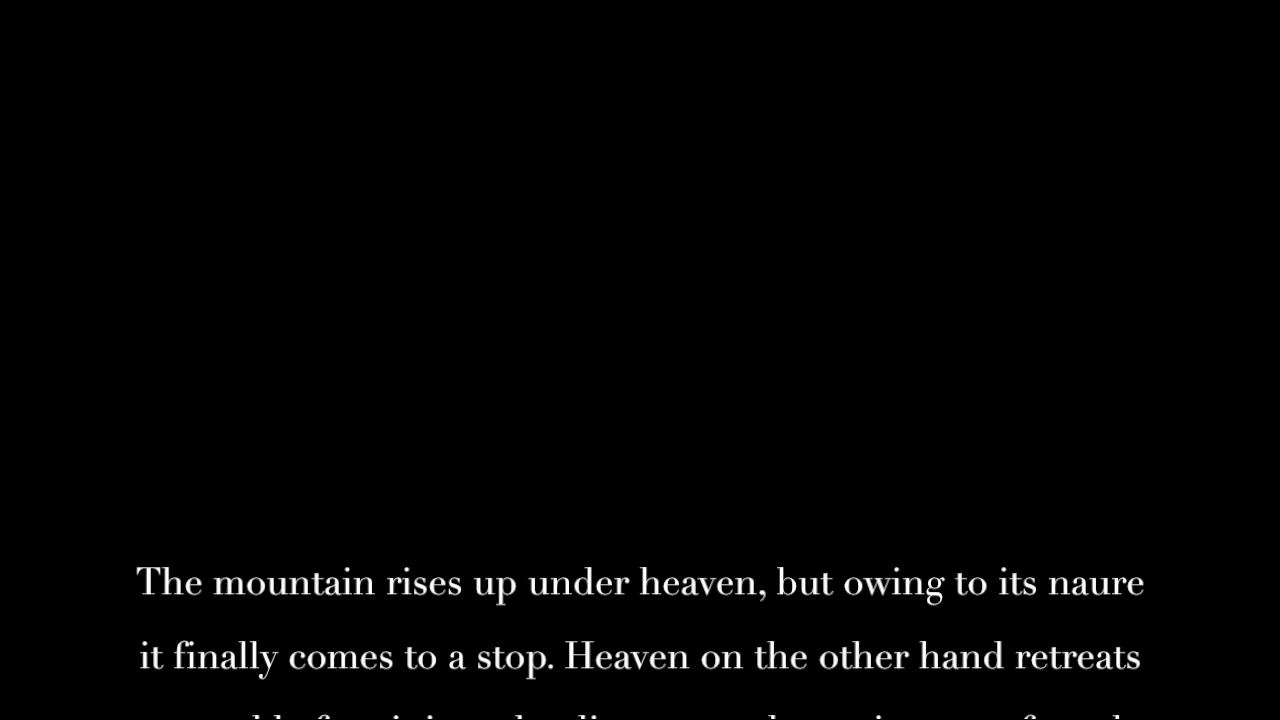 The mountain rises up under heaven, but owing to its naure
it finally comes to a stop. Heaven on the other hand retreats